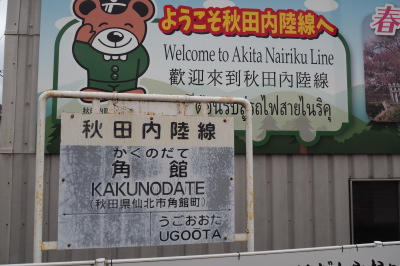 ようこそ秋田内陸線へ
Welcome to Akita Nairiku Line
歡迎來到秋田內陸線
春
秋田内陸線
かくのだて
角館
KAKUNODATE
(秋田県仙北市角館町)
うごおおた
UGOOTA